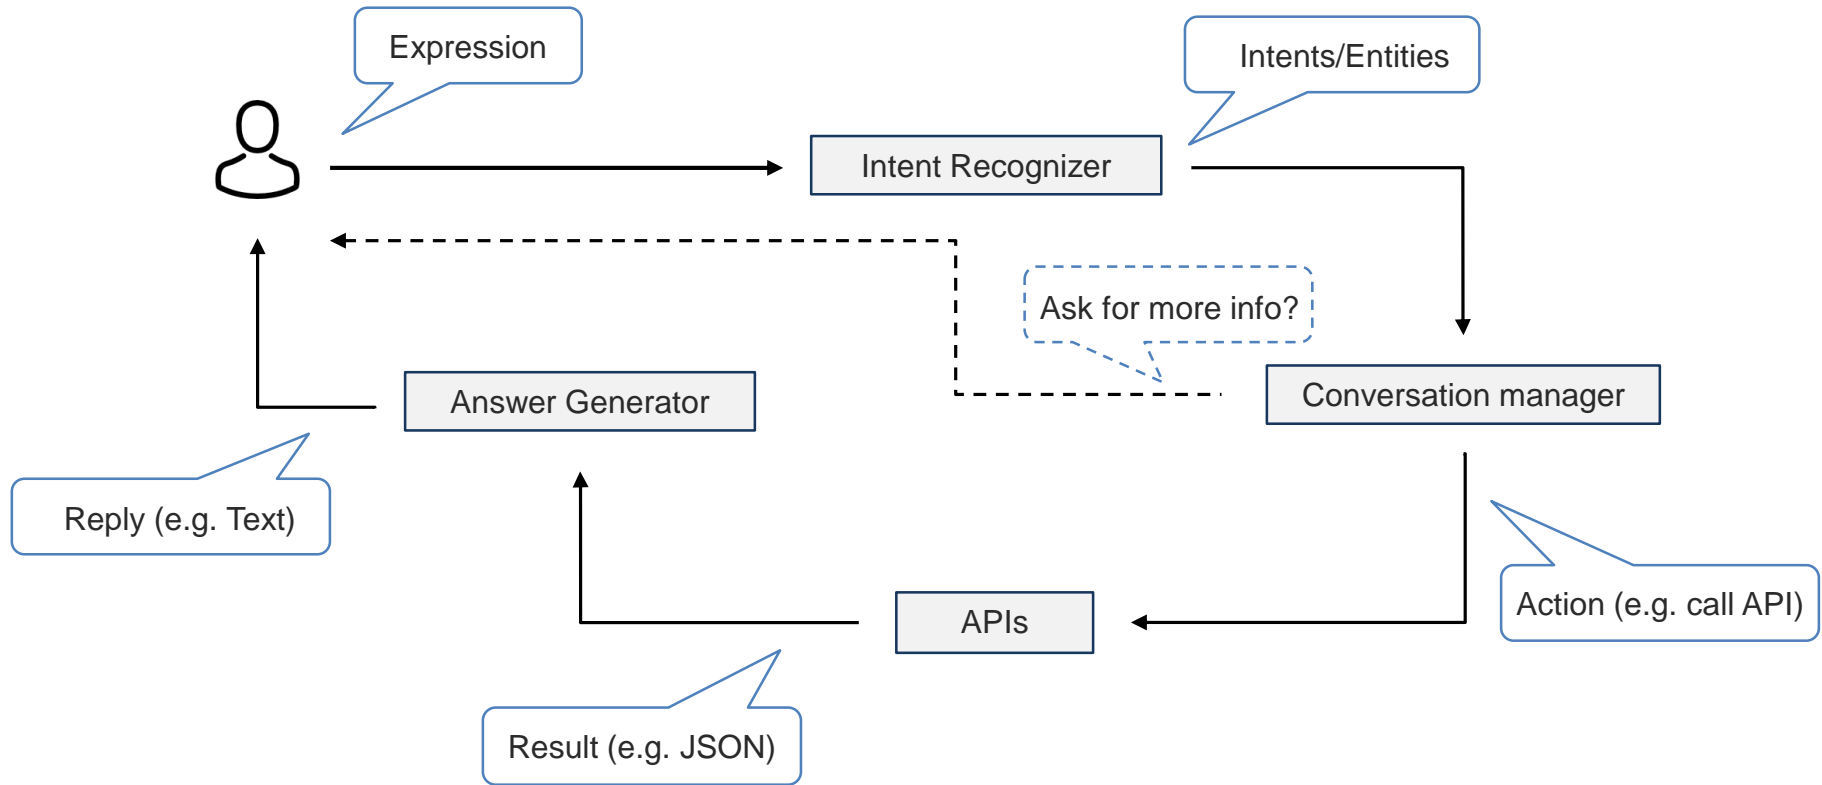 Expression
Intents/Entities
Intent Recognizer
Ask for more info?
Answer Generator
Conversation manager
Reply (e.g. Text)
Action (e.g. call API)
APIs
Result (e.g. JSON)